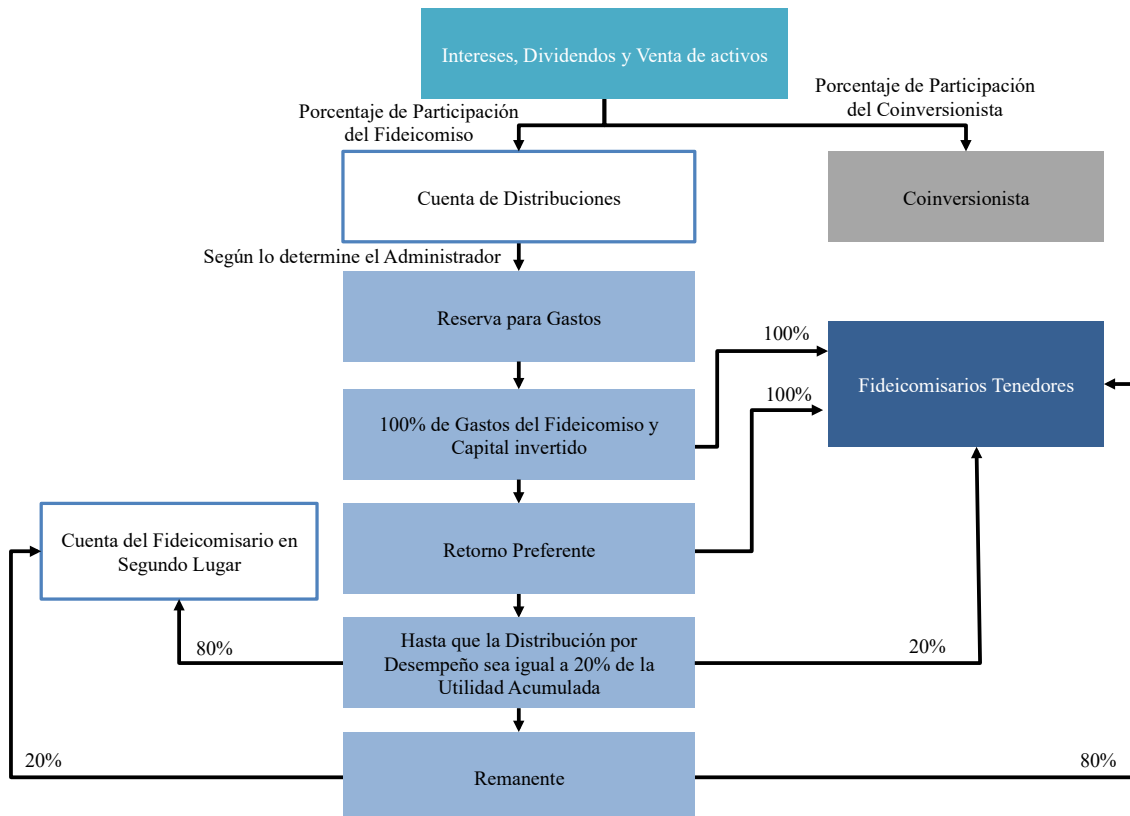 Intereses, Dividendos y Venta de activos
Porcentaje de Participación
del Fideicomiso
Porcentaje de Participación
del Coinversionista
Cuenta de Distribuciones
Coinversionista
Según lo determine el Administrador
Reserva para Gastos
100%
Fideicomisarios Tenedores
100%
100% de Gastos del Fideicomiso y
Capital invertido
Cuenta del Fideicomisario en
Segundo Lugar
Retorno Preferente
80%
Hasta que la Distribución por
Desempeño sea igual a 20% de la
Utilidad Acumulada
20%
20%
Remanente
80%